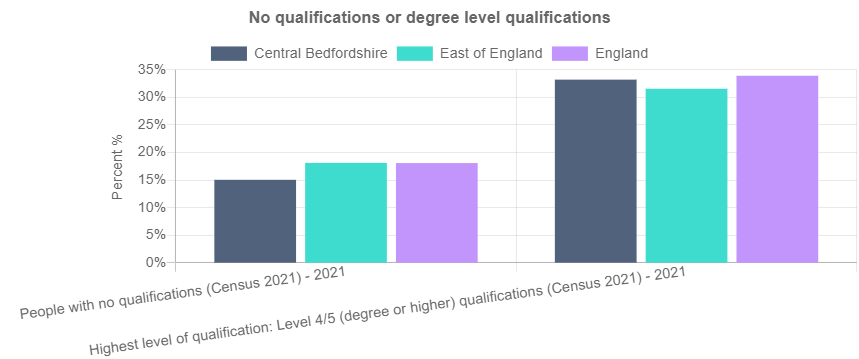 No qualifications or degree level qualifications
Central Bedfordshire East of England England
35%
30%
25%
20%
15%
10%
5%
0%
Percent %
People with no qualifications (Census 2021) - 2021
Highest level of qualification: Level 4/5 (degree or higher) qualifications (Census 2021) - 2021